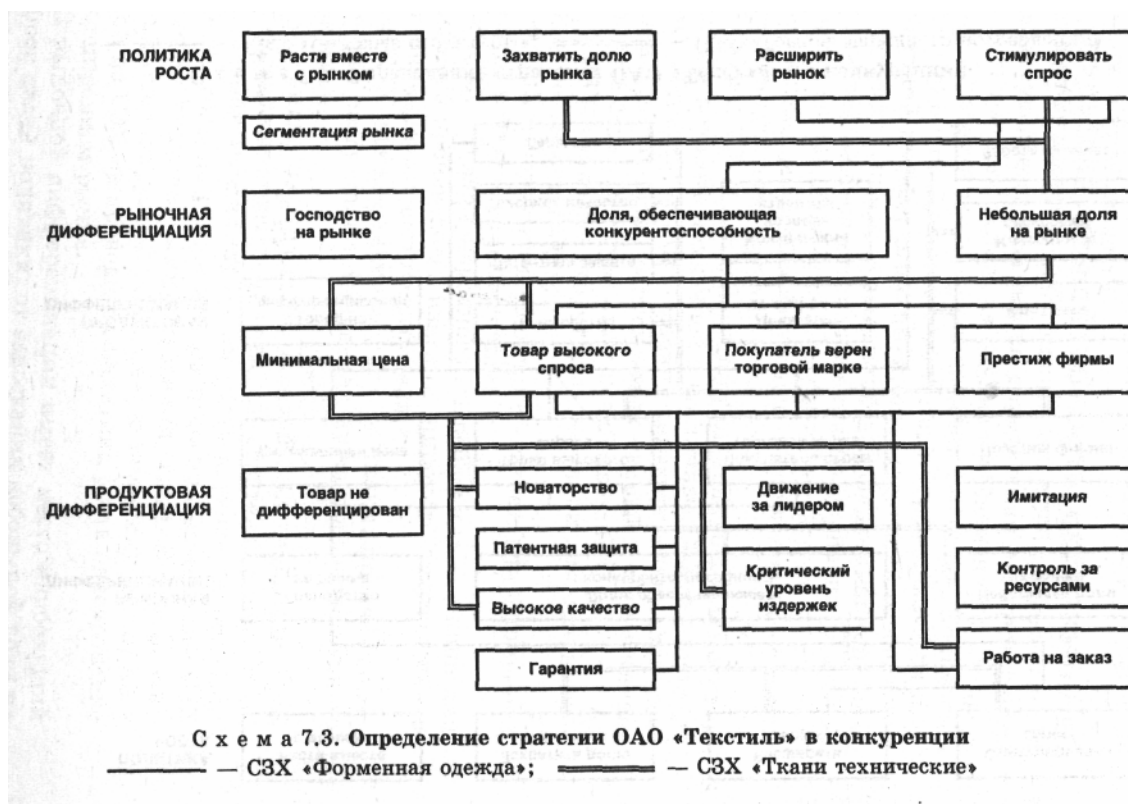 ПОЛИТИКА
РОСТА
Расти вместе
с рынком
Захватить долю
рынка
Расширить
рынок
Стимулировать
спрос
Сегментация рынка
РЫНОЧНАЯ
ДИФФЕРЕНЦИАЦИЯ
Господство
на рынке
Доля, обеспечивающая
конкурентоспособность
Небольшая доля
на рынке
Минимальная цена
Товар высокого
спроса
Покупатель верен
торговой марке
Престиж фирмы
ПРОДУКТОВАЯ
ДИФФЕРЕНЦИАЦИЯ
Товар не
дифференцирован
Новаторство
Патентная защита
Высокое качество
Гарантия
Движение
за лидером
Критический
уровень
издержек
Имитация
Контроль за
ресурсами
Работа на заказ
Схема 7.3. Определение стратегии ОАО «Текстиль» в конкуренции
— СЗХ «Форменная одежда»; — СЗХ «Ткани технические»